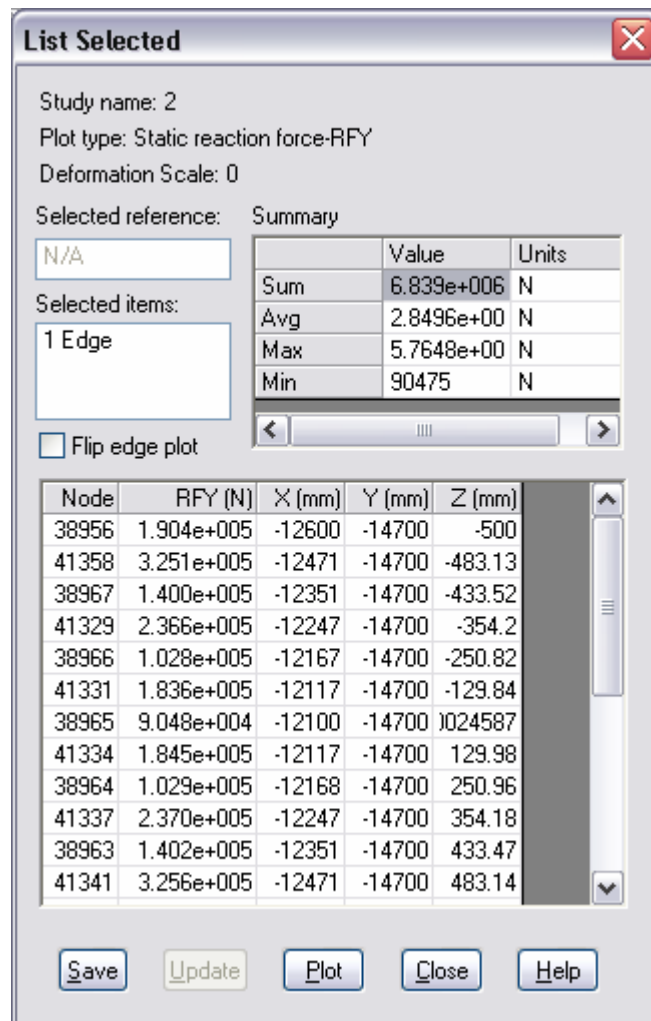 List Selected
Study name: 2
Plot type: Static reaction force-RFY
Deformation Scale: 0
Selected reference: Summary
N/A
Value Units
Sum 6.839e+006 N
Avg 2.8496e+00 N
Max 5.7648e+00 N
Min 90475 N
Selected items:
1 Edge
Flip edge plot
Node RFY (N) X (mm) Y (mm) Z (mm)
38956 1.904e+005 -12600 -14700 -500
41358 3.251e+005 -12471 -14700 -483.13
38967 1.400e+005 -12351 -14700 -433.52
41329 2.366e+005 -12247 -14700 -354.2
38966 1.028e+005 -12167 -14700 -250.82
41331 1.836e+005 -12117 -14700 -129.84
38965 9.048e+004 -12100 -14700 0024587
41334 1.845e+005 -12117 -14700 129.98
38964 1.029e+005 -12168 -14700 250.96
41337 2.370e+005 -12247 -14700 354.18
38963 1.402e+005 -12351 -14700 433.47
41341 3.256e+005 -12471 -14700 483.14
Save Update Plot Close Help